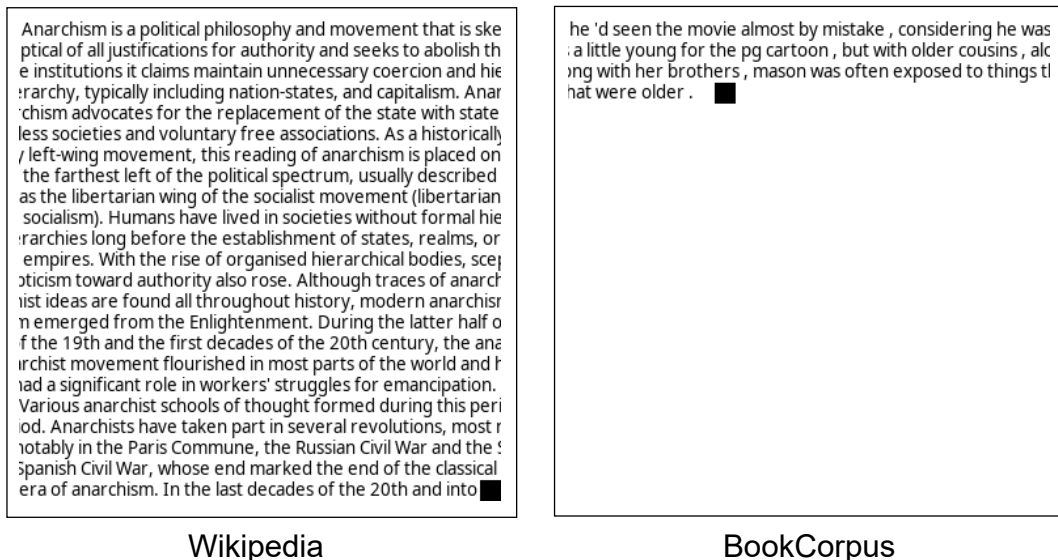 Anarchism is a political philosophy and movement that is ske
ptical of all justifications for authority and seeks to abolish th
e institutions it claims maintain unnecessary coercion and hie
erarchy, typically including nation-states, and capitalism. Anar
rchism advocates for the replacement of the state with state
less societies and voluntary free associations. As a historically
y left-wing movement, this reading of anarchism is placed on
the farthest left of the political spectrum, usually described
as the libertarian wing of the socialist movement (libertarian
socialism). Humans have lived in societies without formal hie
erarchies long before the establishment of states, realms, or
empires. With the rise of organised hierarchical bodies, scep
pticism toward authority also rose. Although traces of anarch
hist ideas are found all throughout history, modern anarchism
m emerged from the Enlightenment. During the latter half o
of the 19th and the first decades of the 20th century, the ana
archist movement flourished in most parts of the world and h
had a significant role in workers' struggles for emancipation.
Various anarchist schools of thought formed during this peri
iod. Anarchists have taken part in several revolutions, most n
notably in the Paris Commune, the Russian Civil War and the S
Spanish Civil War, whose end marked the end of the classical
era of anarchism. In the last decades of the 20th and into
Wikipedia
he 'd seen the movie almost by mistake , considering he was
s a little young for the pg cartoon , but with older cousins , alo
ong with her brothers , mason was often exposed to things th
hat were older .
BookCorpus